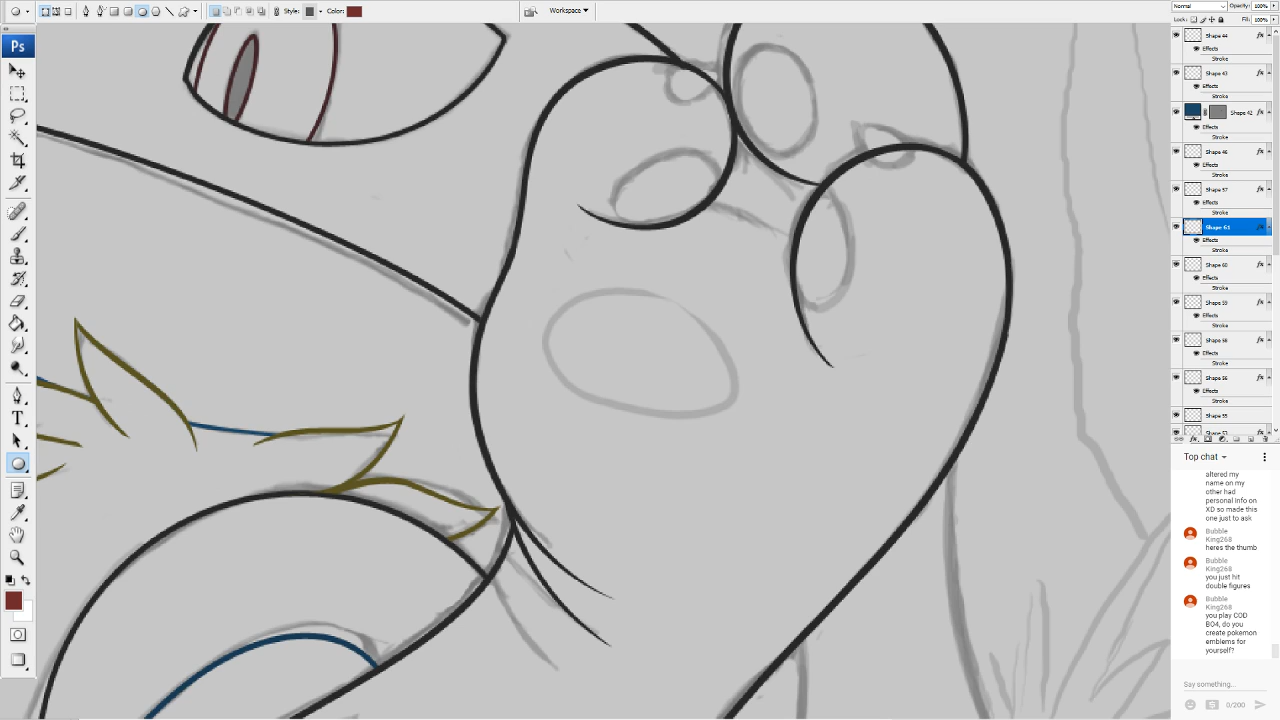 Style:
Color:
Workspace
Ps
T
Normal
Opacity: 100%
Lock:
Fill: 100%
Shape 44
Effects
Stroke
Shape 43
Effects
Stroke
Shape 42
Effects
Stroke
Shape 46
Effects
Stroke
Shape 57
Effects
Stroke
Shape 61
Effects
Stroke
Shape 60
Effects
Stroke
Shape 59
Effects
Stroke
Shape 58
Effects
Stroke
Shape 56
Effects
Stroke
Shape 55
Top chat
altered my
name on my
other had
personal info on
XD so made this
one just to ask
Bubble
King268
heres the thumb
Bubble
King268
you just hit
double figures
Bubble
King268
you play COD
BO4, do you
create pokemon
emblems for
yourself?
Say something...
0/200